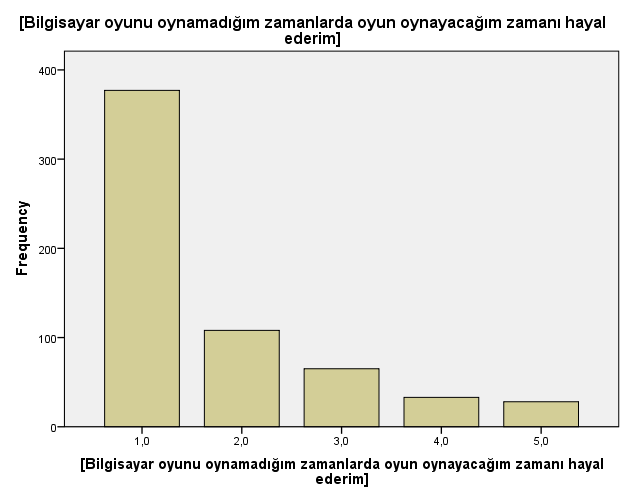 [Bilgisayar oyunu oynamadığım zamanlarda oyun oynayacağım zamanı hayal
ederim]
400
300
200
100
0
Frequency
1,0 2,0 3,0 4,0 5,0
[Bilgisayar oyunu oynamadığım zamanlarda oyun oynayacağım zamanı hayal
ederim]